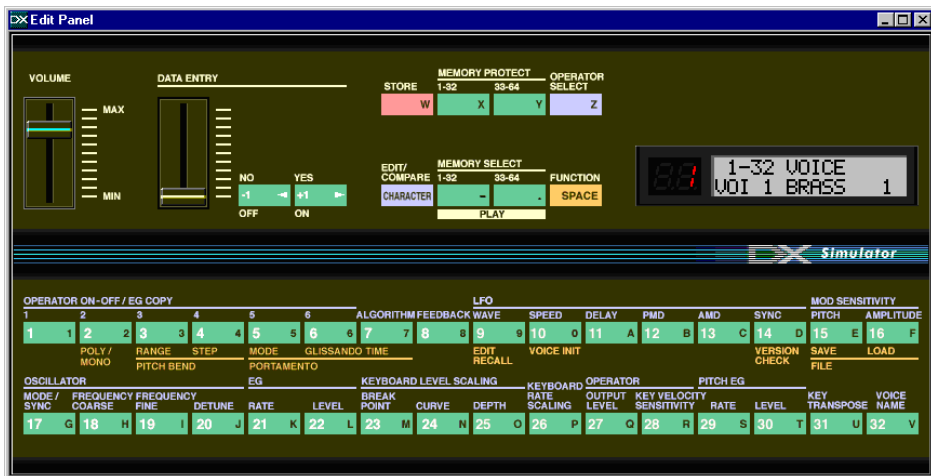 DX Edit Panel
VOLUME
MAX
MIN
DATA ENTRY
NO YES
-1 +1
OFF ON
MEMORY PROTECT
STORE 1-32 33-64 OPERATOR SELECT
W X Y Z
EDIT/ COMPARE MEMORY SELECT
1-32 33-64 FUNCTION
CHARACTER - . SPACE
PLAY
1
1-32 VOICE
VOI 1 BRASS 1
DX Simulator
OPERATOR ON-OFF / EG COPY LFO MOD SENSITIVITY
1 2 3 4 5 6 ALGORITHM FEEDBACK WAVE SPEED DELAY PMD AMD SYNC PITCH AMPLITUDE
1 1 2 2 3 3 4 4 5 5 6 6 7 7 8 8 9 9 10 0 11 A 12 B 13 C 14 D 15 E 16 F
POLY / MONO RANGE STEP MODE GLISSANDO TIME EDIT RECALL VOICE INIT VERSION CHECK SAVE LOAD
PITCH BEND PORTAMENTO FILE
OSCILLATOR EG KEYBOARD LEVEL SCALING KEYBOARD RATE SCALING OPERATOR PITCH EG
MODE / SYNC FREQUENCY COARSE FREQUENCY FINE DETUNE RATE LEVEL BREAK POINT CURVE DEPTH OUTPUT LEVEL KEY VELOCITY SENSITIVITY RATE LEVEL KEY TRANSPOSE VOICE NAME
17 G 18 H 19 I 20 J 21 K 22 L 23 M 24 N 25 O 26 P 27 Q 28 R 29 S 30 T 31 U 32 V